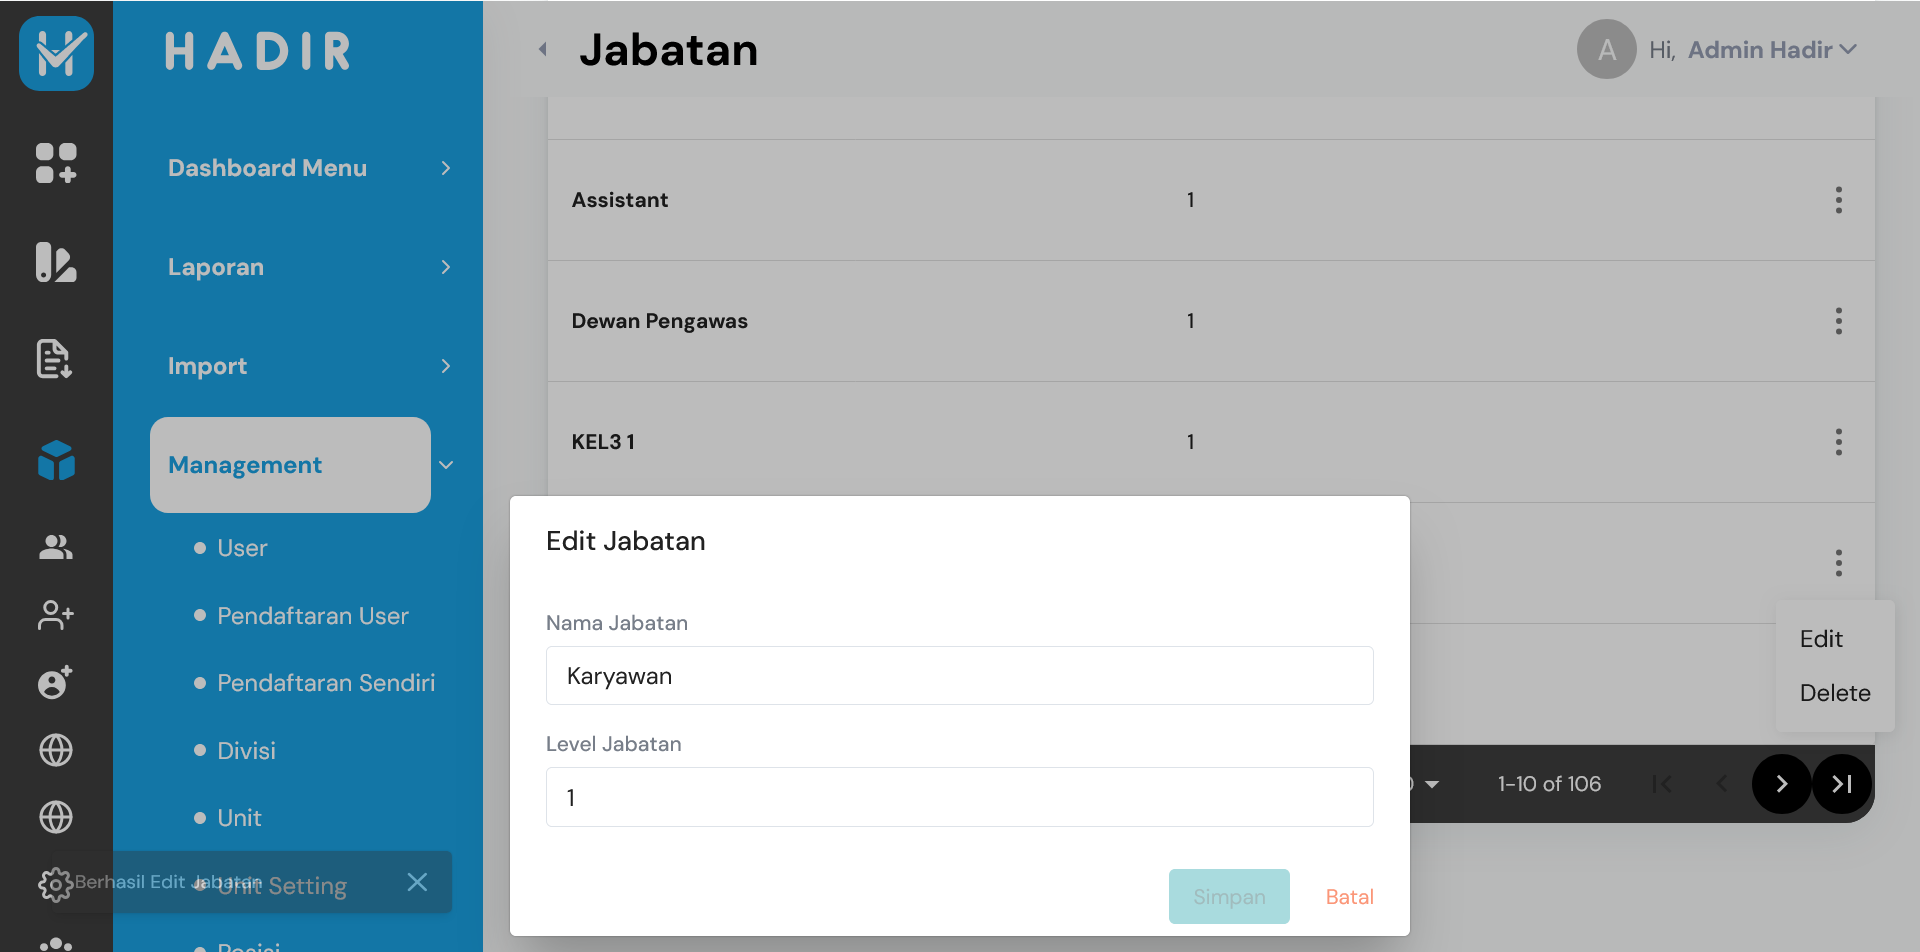 HADIR
Jabatan
A
Hi, Admin Hadir
Dashboard Menu
Laporan
Import
Management
User
Pendaftaran User
Pendaftaran Sendiri
Divisi
Unit
Unit Setting
Posisi
Berhasil Edit Jabatan
Assistant 1
Dewan Pengawas 1
KEL3 1 1
Edit
Delete
1-10 of 106
Edit Jabatan
Nama Jabatan
Karyawan
Level Jabatan
1
Simpan Batal